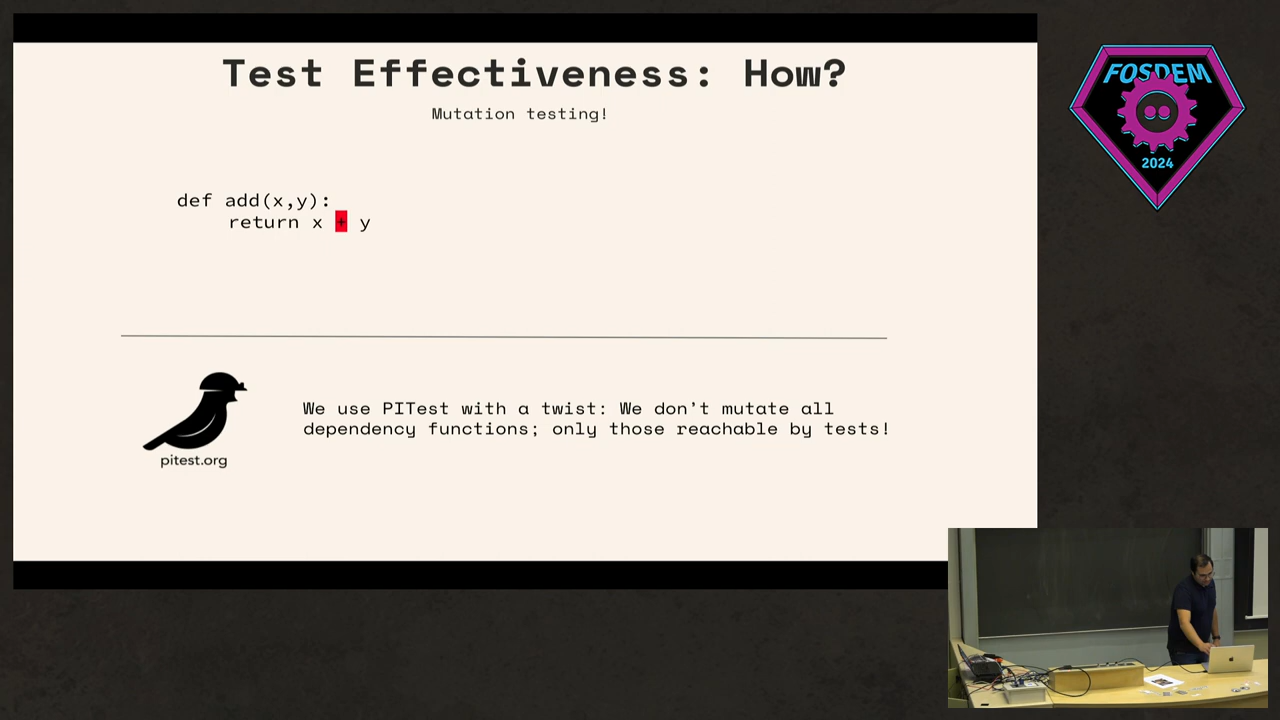 Test Effectiveness: How?
Mutation testing!
def add(x,y):
return x + y
pitest.org
We use PITest with a twist: We don't mutate all
dependency functions; only those reachable by tests!
FOSDEM
2024